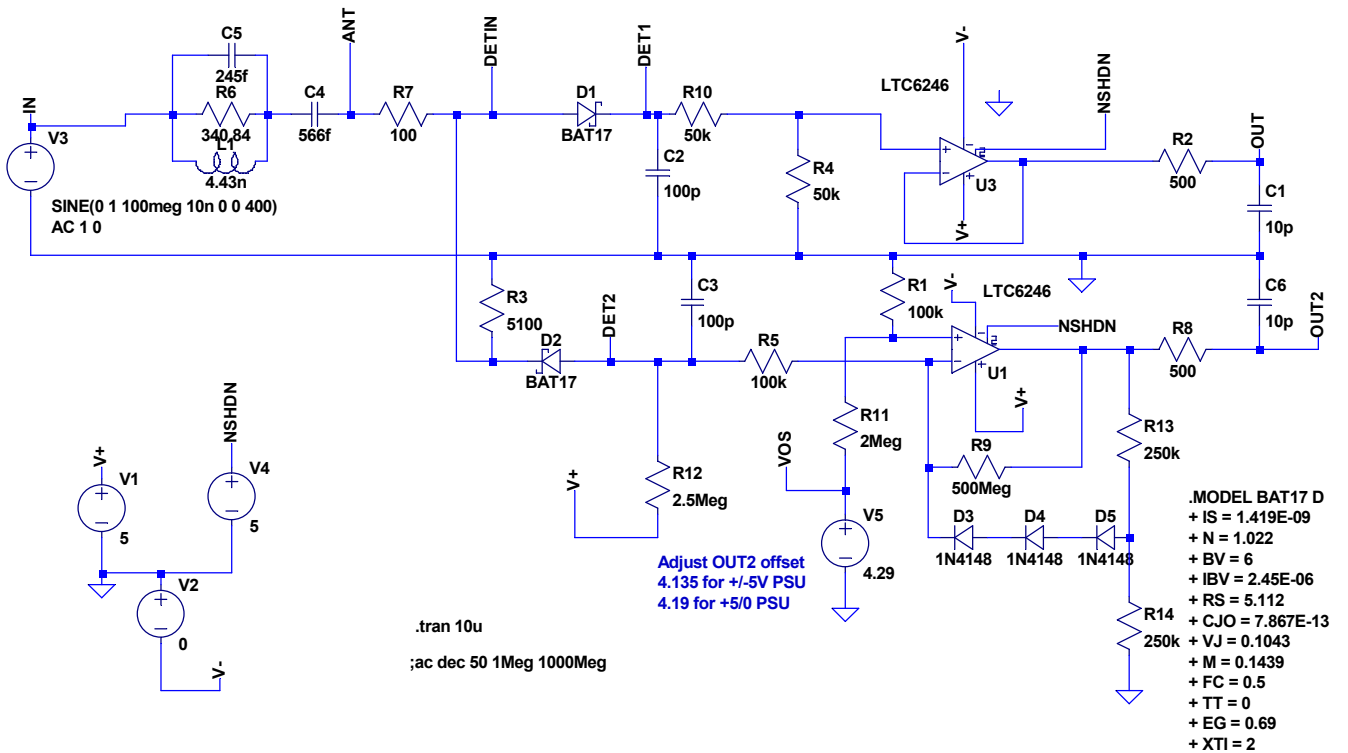 C5
245f
R6
340.84
L1
4.43n
C4
566f
ANT
IN
V3
SINE(0 1 100meg 10n 0 0 400)
AC 1 0
R7
100
DETIN
D1
BAT17
DET1
R10
50k
C2
100p
R4
50k
V-
LTC6246
NSHDN
U3
V+
R2
500
OUT
C1
10p
R3
5100
D2
BAT17
DET2
C3
100p
R5
100k
R1
100k
V-
LTC6246
NSHDN
U1
V+
C6
10p
OUT2
R8
500
R11
2Meg
VOS
R9
500Meg
R13
250k
D3
1N4148
D4
1N4148
D5
1N4148
R14
250k
V5
4.29
V+
R12
2.5Meg
Adjust OUT2 offset
4.135 for +/-5V PSU
4.19 for +5/0 PSU
V+
V1
5
NSHDN
V4
5
V2
0
V-
.tran 10u
;ac dec 50 1Meg 1000Meg
.MODEL BAT17 D
+ IS = 1.419E-09
+ N = 1.022
+ BV = 6
+ IBV = 2.45E-06
+ RS = 5.112
+ CJO = 7.867E-13
+ VJ = 0.1043
+ M = 0.1439
+ FC = 0.5
+ TT = 0
+ EG = 0.69
+ XTI = 2